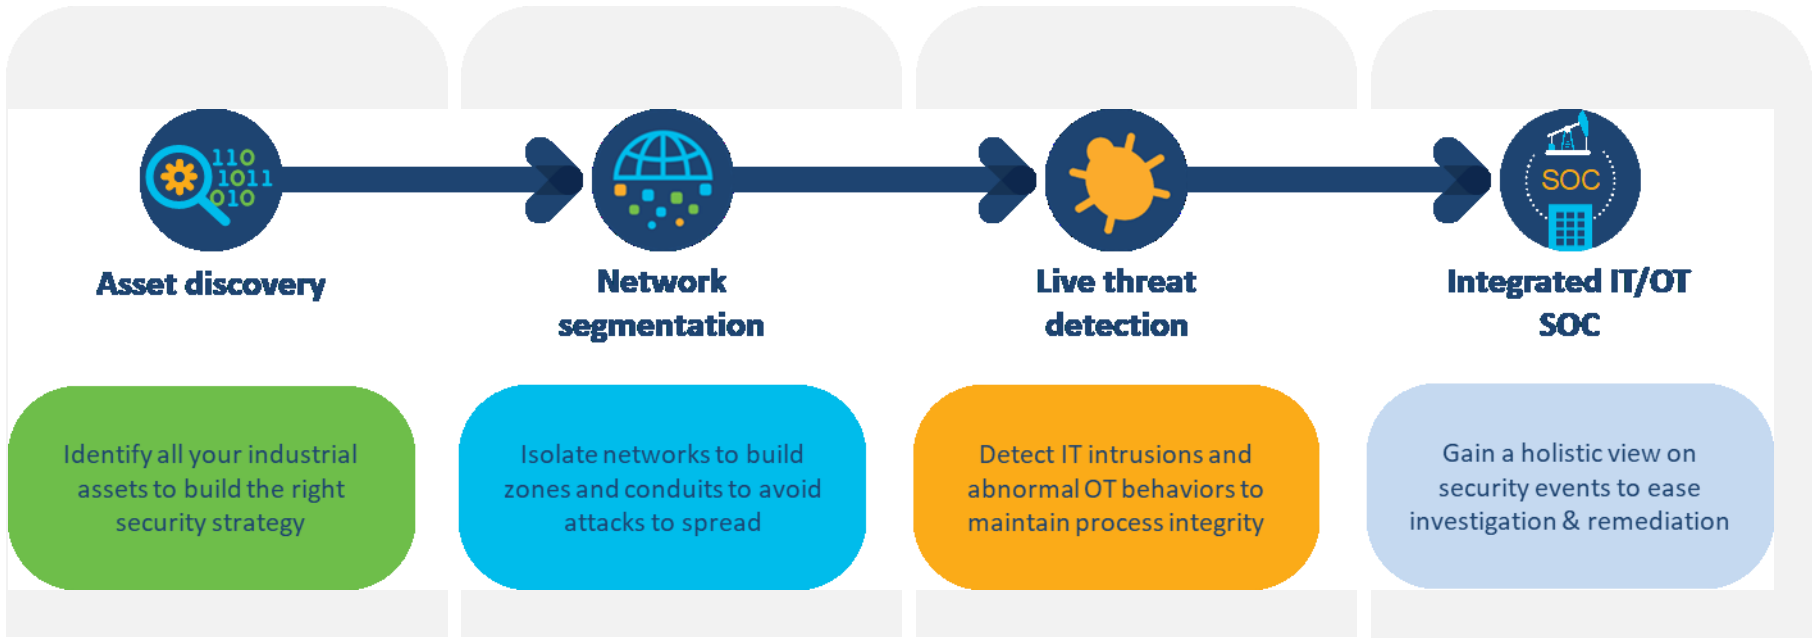 110
1011
010
SOC
Asset discovery
Network
segmentation
Live threat
detection
Integrated IT/OT
SOC
Identify all your industrial
assets to build the right
security strategy
Isolate networks to build
zones and conduits to avoid
attacks to spread
Detect IT intrusions and
abnormal OT behaviors to
maintain process integrity
Gain a holistic view on
security events to ease
investigation & remediation